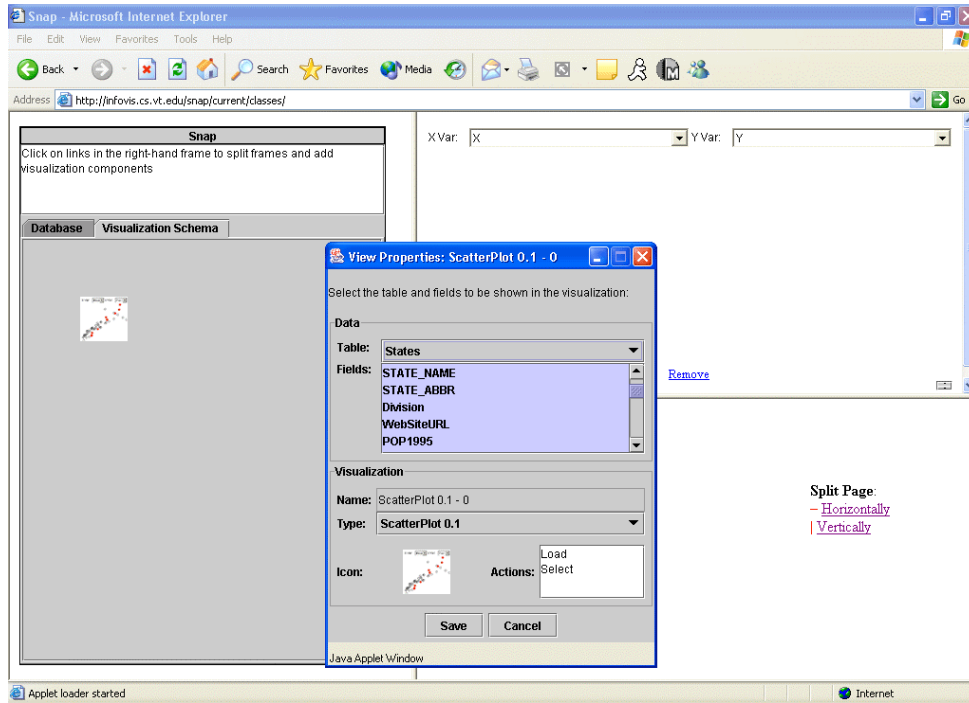 Snap - Microsoft Internet Explorer
File Edit View Favorites Tools Help
Back Search Favorites Media
Address http://infovis.cs.vt.edu/snap/current/classes/ Go
Snap
Click on links in the right-hand frame to split frames and add
visualization components
Database Visualization Schema
X Var: X Y Var: Y
Remove
View Properties: ScatterPlot 0.1 - 0
Select the table and fields to be shown in the visualization:
Data
Table: States
Fields: STATE_NAME
STATE_ABBR
Division
WebSiteURL
POP1995
Visualization
Name: ScatterPlot 0.1 - 0
Type: ScatterPlot 0.1
Icon: Actions: Load
Select
Save Cancel
Java Applet Window
Split Page:
– Horizontally
| Vertically
Applet loader started Internet